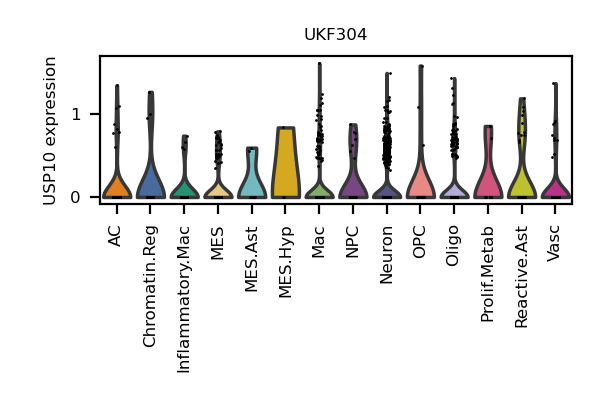 UKF304
USP10 expression
1
0
AC
Chromatin.Reg
Inflammatory.Mac
MES
MES.Ast
MES.Hyp
Mac
NPC
Neuron
OPC
Oligo
Prolif.Metab
Reactive.Ast
Vasc